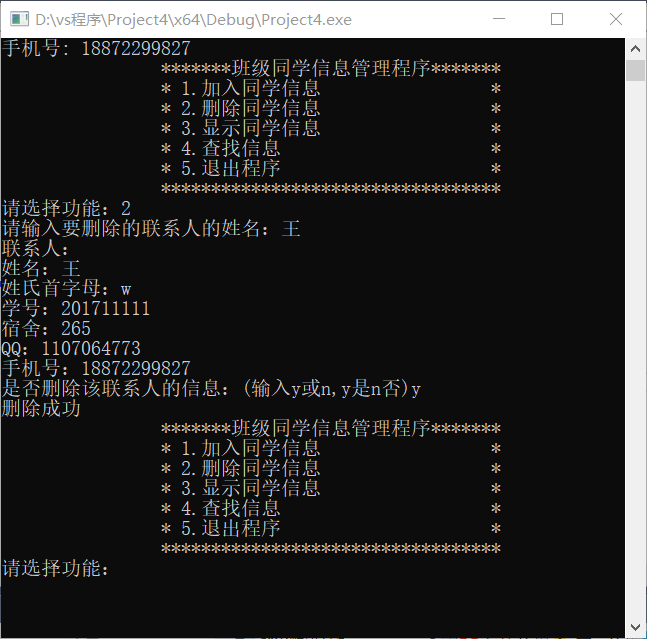 D:\vs程序\Project4\x64\Debug\Project4.exe
手机号: 18872299827
*******班级同学信息管理程序*******
* 1.加入同学信息 *
* 2.删除同学信息 *
* 3.显示同学信息 *
* 4.查找信息 *
* 5.退出程序 *
**********************************
请选择功能：2
请输入要删除的联系人的姓名：王
联系人：
姓名：王
姓氏首字母：w
学号：201711111
宿舍：265
QQ：1107064773
手机号：18872299827
是否删除该联系人的信息：(输入y或n,y是n否)y
删除成功
*******班级同学信息管理程序*******
* 1.加入同学信息 *
* 2.删除同学信息 *
* 3.显示同学信息 *
* 4.查找信息 *
* 5.退出程序 *
**********************************
请选择功能：